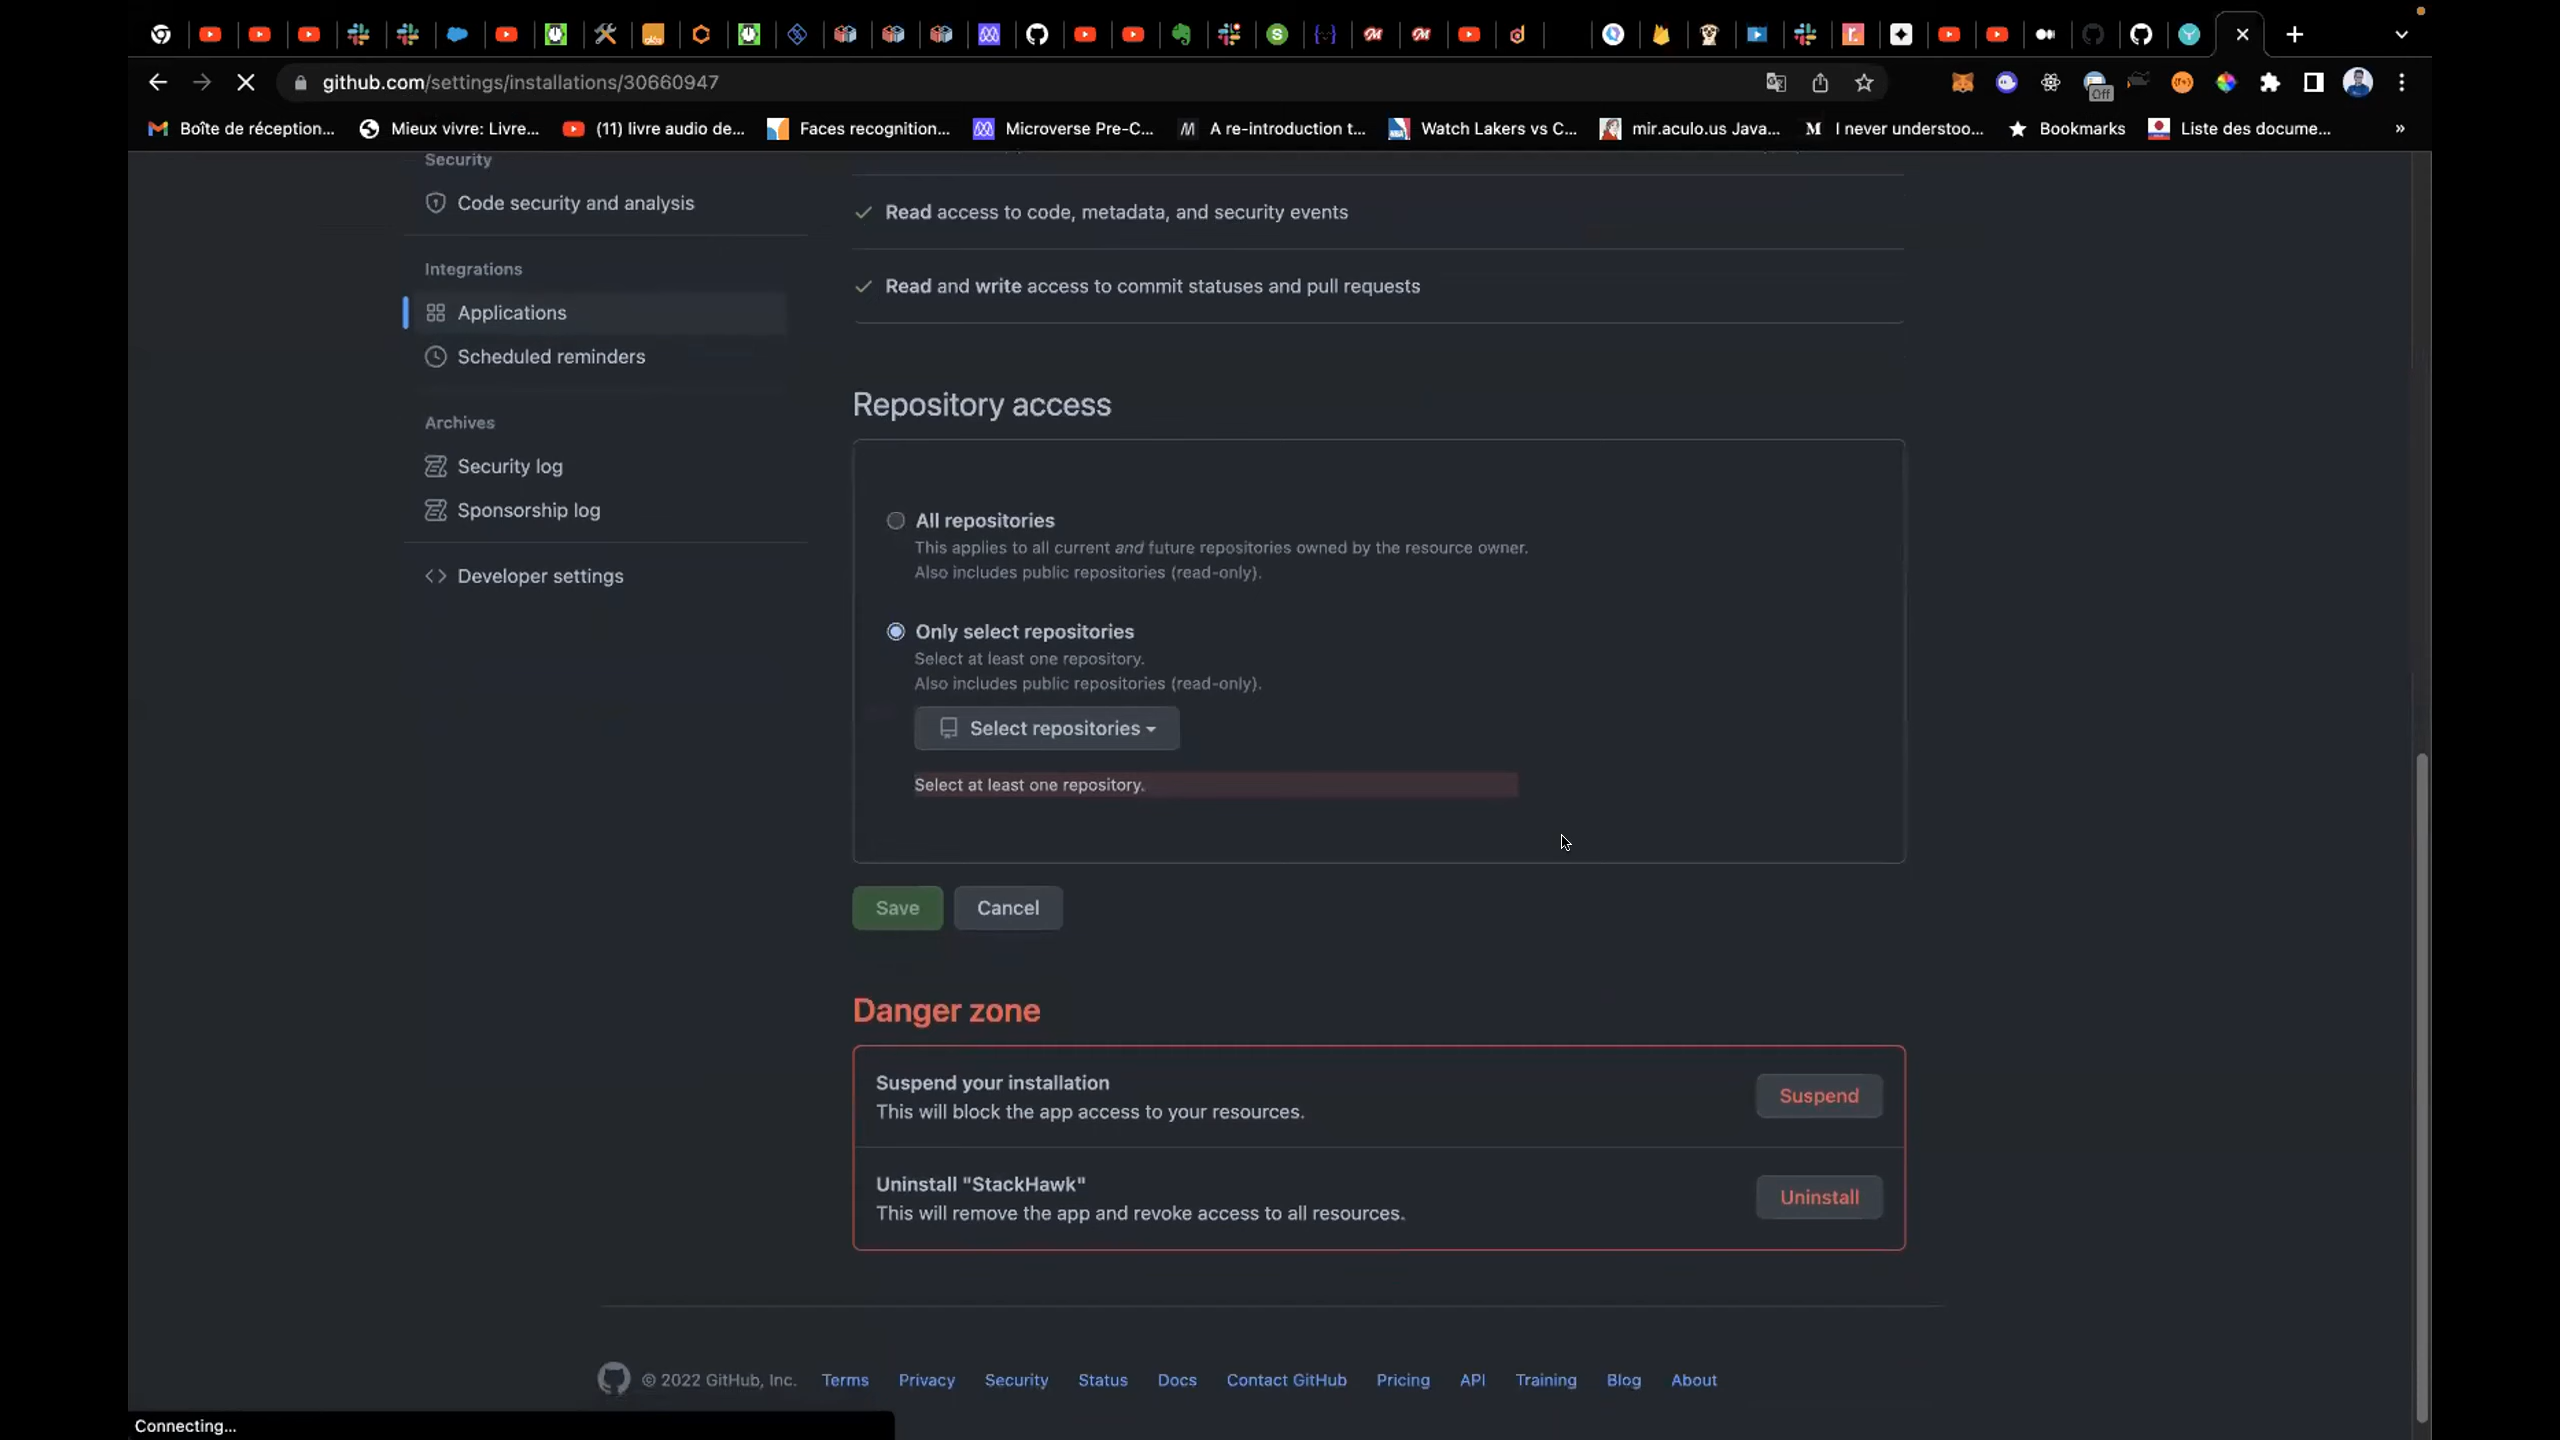 github.com/settings/installations/30660947
Off
Boîte de réception...
Mieux vivre: Livre...
(11) livre audio de...
Faces recognition...
Microverse Pre-C...
A re-introduction t...
Watch Lakers vs C...
mir.aculo.us Java...
I never understoo...
Bookmarks
Liste des docume...
»
Security
Code security and analysis
Integrations
Applications
Scheduled reminders
Archives
Security log
Sponsorship log
Developer settings
Read access to code, metadata, and security events
Read and write access to commit statuses and pull requests
Repository access
All repositories
This applies to all current and future repositories owned by the resource owner.
Also includes public repositories (read-only).
Only select repositories
Select at least one repository.
Also includes public repositories (read-only).
Select repositories
Select at least one repository.
Save
Cancel
Danger zone
Suspend your installation
This will block the app access to your resources.
Suspend
Uninstall "StackHawk"
This will remove the app and revoke access to all resources.
Uninstall
© 2022 GitHub, Inc.
Terms
Privacy
Security
Status
Docs
Contact GitHub
Pricing
API
Training
Blog
About
Connecting...